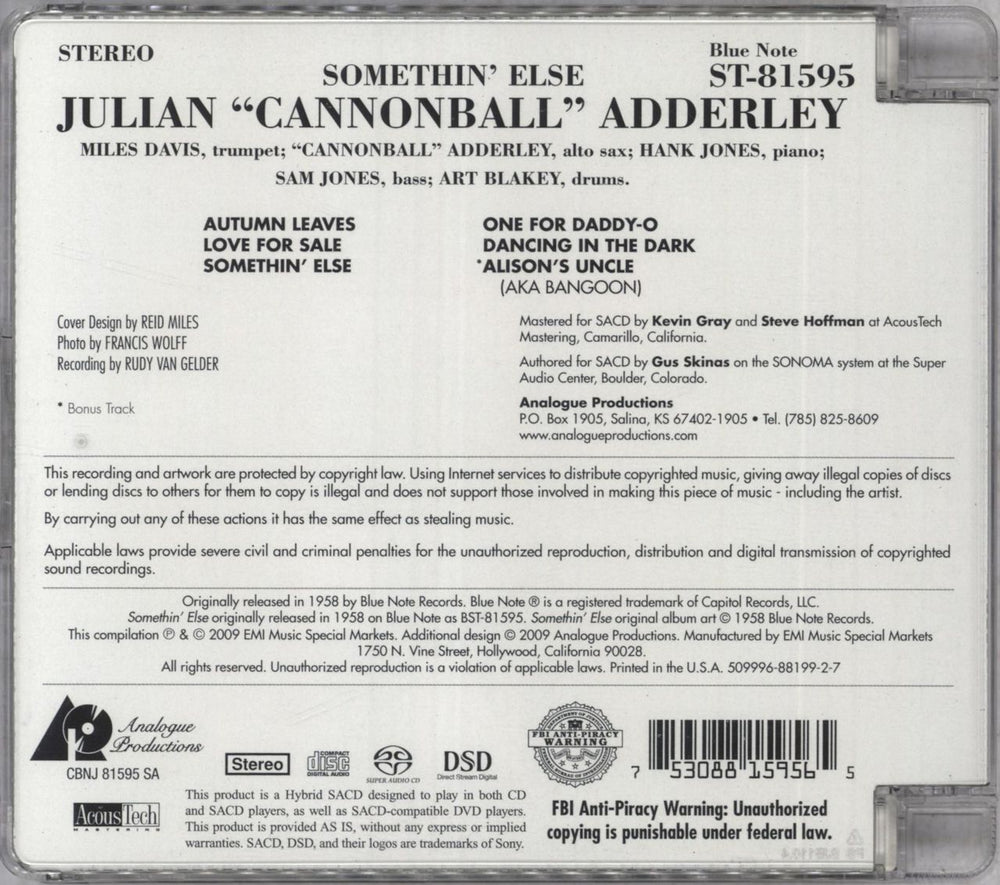 STEREO
Blue Note
SOMETHIN' ELSE
ST-81595
JULIAN “CANNONBALL” ADDERLEY
MILES DAVIS, trumpet; “CANNONBALL” ADDERLEY, alto sax; HANK JONES, piano;
SAM JONES, bass; ART BLAKEY, drums.
AUTUMN LEAVES
LOVE FOR SALE
SOMETHIN' ELSE
ONE FOR DADDY-O
DANCING IN THE DARK
*ALISON'S UNCLE
(AKA BANGOON)
Cover Design by REID MILES
Photo by FRANCIS WOLFF
Recording by RUDY VAN GELDER
* Bonus Track
Mastered for SACD by Kevin Gray and Steve Hoffman at AcousTech
Mastering, Camarillo, California.
Authored for SACD by Gus Skinas on the SONOMA system at the Super
Audio Center, Boulder, Colorado.
Analogue Productions
P.O. Box 1905, Salina, KS 67402-1905 • Tel. (785) 825-8609
www.analogueproductions.com
This recording and artwork are protected by copyright law. Using Internet services to distribute copyrighted music, giving away illegal copies of discs
or lending discs to others for them to copy is illegal and does not support those involved in making this piece of music - including the artist.
By carrying out any of these actions it has the same effect as stealing music.
Applicable laws provide severe civil and criminal penalties for the unauthorized reproduction, distribution and digital transmission of copyrighted
sound recordings.
Originally released in 1958 by Blue Note Records. Blue Note ® is a registered trademark of Capitol Records, LLC.
Somethin' Else originally released in 1958 on Blue Note as BST-81595. Somethin' Else original album art © 1958 Blue Note Records.
This compilation ℗ & © 2009 EMI Music Special Markets. Additional design © 2009 Analogue Productions. Manufactured by EMI Music Special Markets
1750 N. Vine Street, Hollywood, California 90028.
All rights reserved. Unauthorized reproduction is a violation of applicable laws. Printed in the U.S.A. 509996-88199-2-7
AP
Analogue
Productions
CBNJ 81595 SA
AcousTech
MASTERING
Stereo
COMPACT
disc
DIGITAL AUDIO
SUPER AUDIO CD
DSD
Direct Stream Digital
This product is a Hybrid SACD designed to play in both CD
and SACD players, as well as SACD-compatible DVD players.
This product is provided AS IS, without any express or implied
warranties. SACD, DSD, and their logos are trademarks of Sony.
DEPARTMENT OF JUSTICE
FBI ANTI-PIRACY
WARNING
FBI Anti-Piracy Warning: Unauthorized
copying is punishable under federal law.
7 53088 15956 5